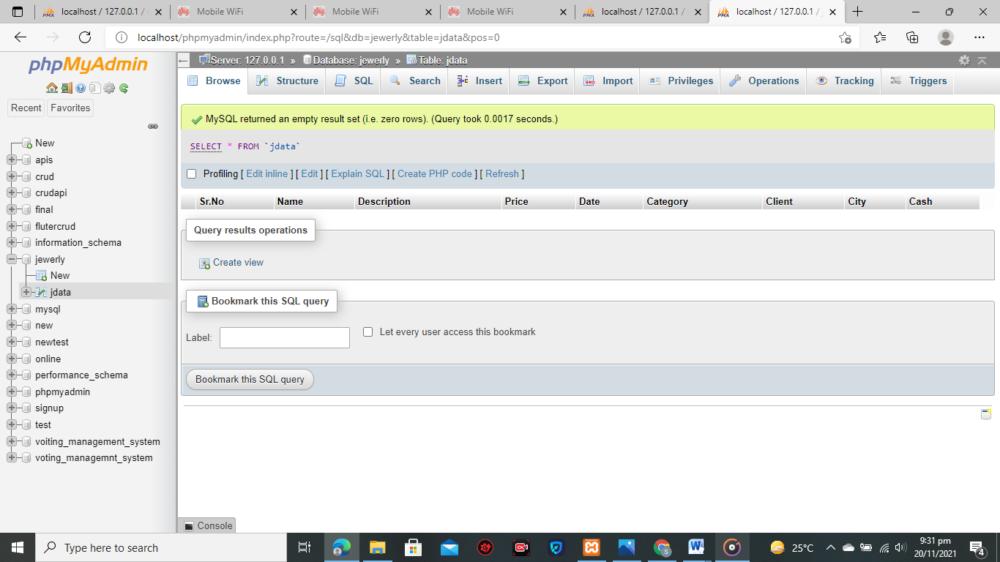 localhost / 127.0.0.1 /
Mobile WiFi
Mobile WiFi
Mobile WiFi
localhost / 127.0.0.1 /
localhost / 127.0.0.1 /
localhost/phpmyadmin/index.php?route=/sql&db=jewerly&table=jdata&pos=0
phpMyAdmin
Recent Favorites
New
apis
crud
crudapi
final
flutercrud
information_schema
jewerly
New
jdata
mysql
new
newtest
online
performance_schema
phpmyadmin
signup
test
voiting_management_system
voting_managemnt_system
Server: 127.0.0.1 » Database: jewerly » Table: jdata
Browse Structure SQL Search Insert Export Import Privileges Operations Tracking Triggers
MySQL returned an empty result set (i.e. zero rows). (Query took 0.0017 seconds.)
SELECT * FROM `jdata`
Profiling [ Edit inline ] [ Edit ] [ Explain SQL ] [ Create PHP code ] [ Refresh ]
Sr.No Name Description Price Date Category Client City Cash
Query results operations
Create view
Bookmark this SQL query
Label: Let every user access this bookmark
Bookmark this SQL query
Console
Type here to search
25°C
9:31 pm
20/11/2021
4